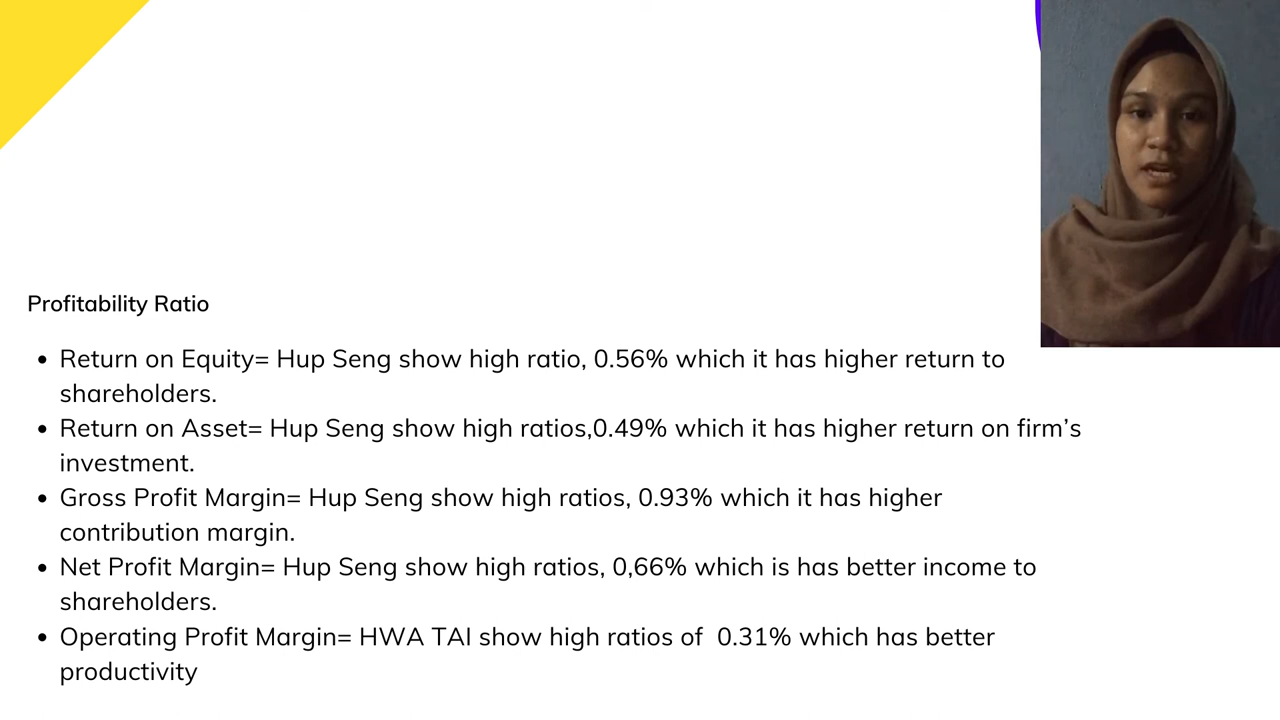 Profitability Ratio
• Return on Equity= Hup Seng show high ratio, 0.56% which it has higher return to
shareholders.
• Return on Asset= Hup Seng show high ratios,0.49% which it has higher return on firm’s
investment.
• Gross Profit Margin= Hup Seng show high ratios, 0.93% which it has higher
contribution margin.
• Net Profit Margin= Hup Seng show high ratios, 0,66% which is has better income to
shareholders.
• Operating Profit Margin= HWA TAI show high ratios of  0.31% which has better
productivity